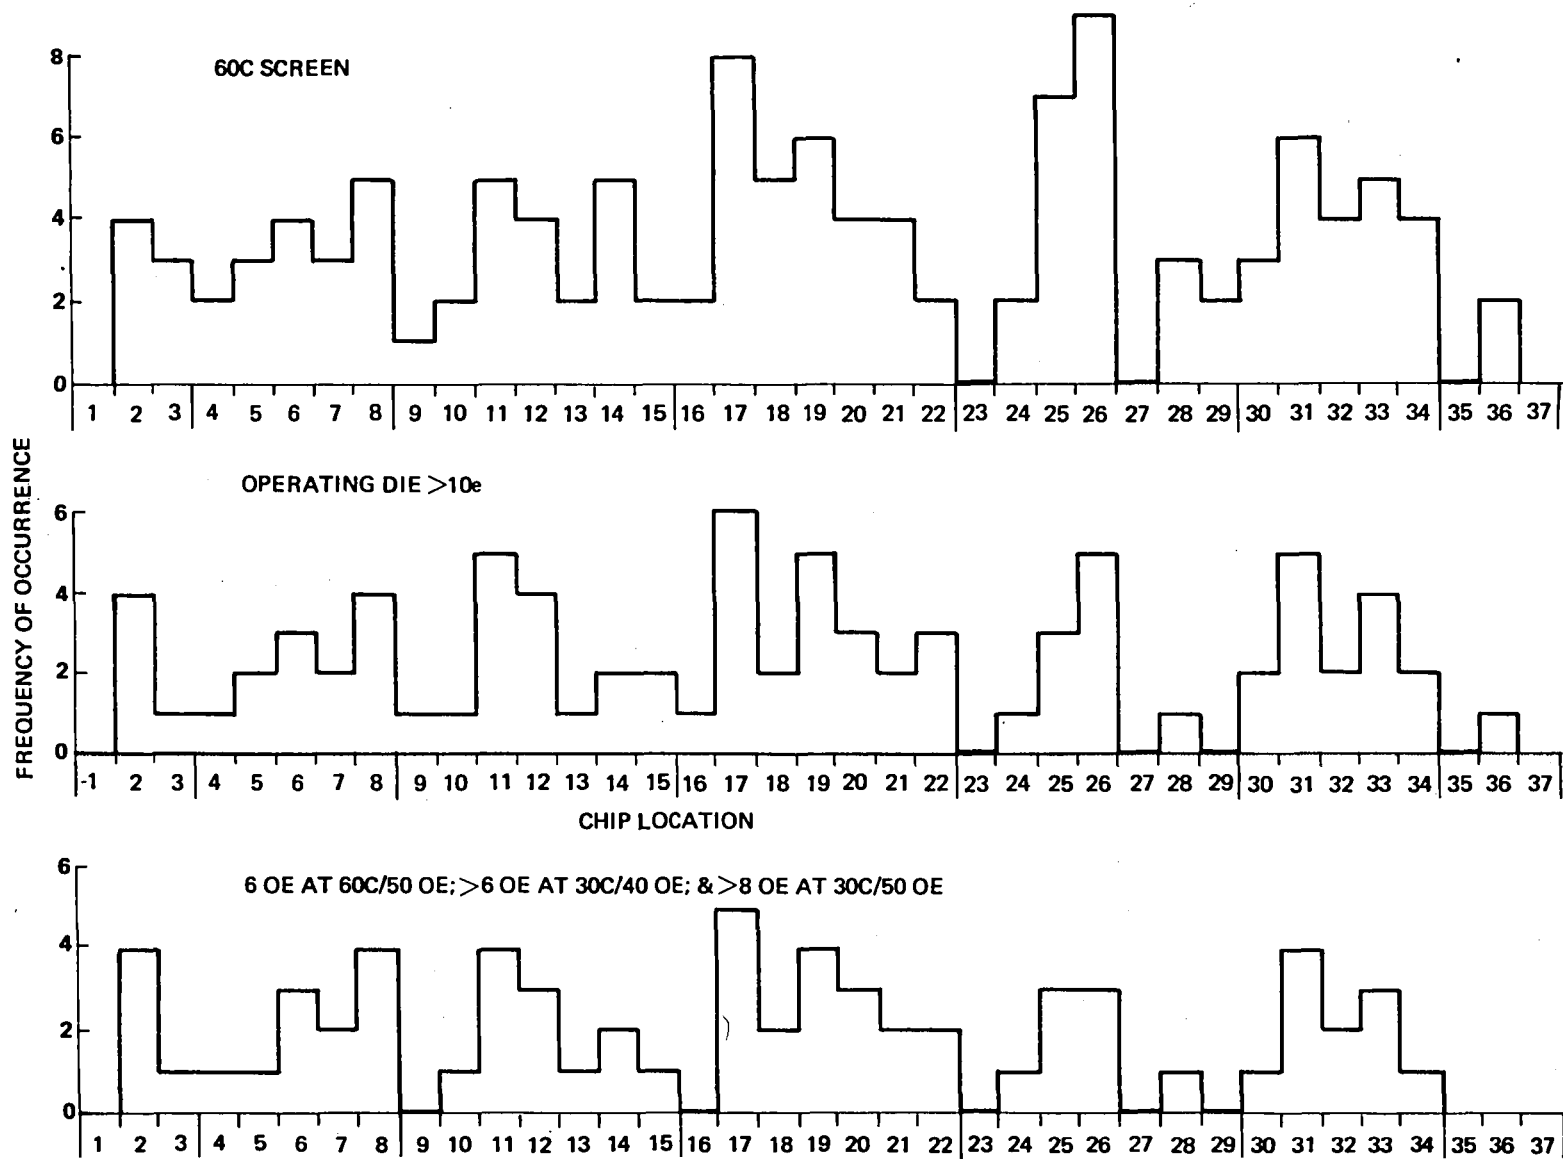 60C SCREEN
8
6
4
2
0
1 2 3 4 5 6 7 8 9 10 11 12 13 14 15 16 17 18 19 20 21 22 23 24 25 26 27 28 29 30 31 32 33 34 35 36 37
FREQUENCY OF OCCURRENCE
OPERATING DIE >10e
6
4
2
0
-1 2 3 4 5 6 7 8 9 10 11 12 13 14 15 16 17 18 19 20 21 22 23 24 25 26 27 28 29 30 31 32 33 34 35 36 37
CHIP LOCATION
6 OE AT 60C/50 OE; >6 OE AT 30C/40 OE; & >8 OE AT 30C/50 OE
6
4
2
0
1 2 3 4 5 6 7 8 9 10 11 12 13 14 15 16 17 18 19 20 21 22 23 24 25 26 27 28 29 30 31 32 33 34 35 36 37